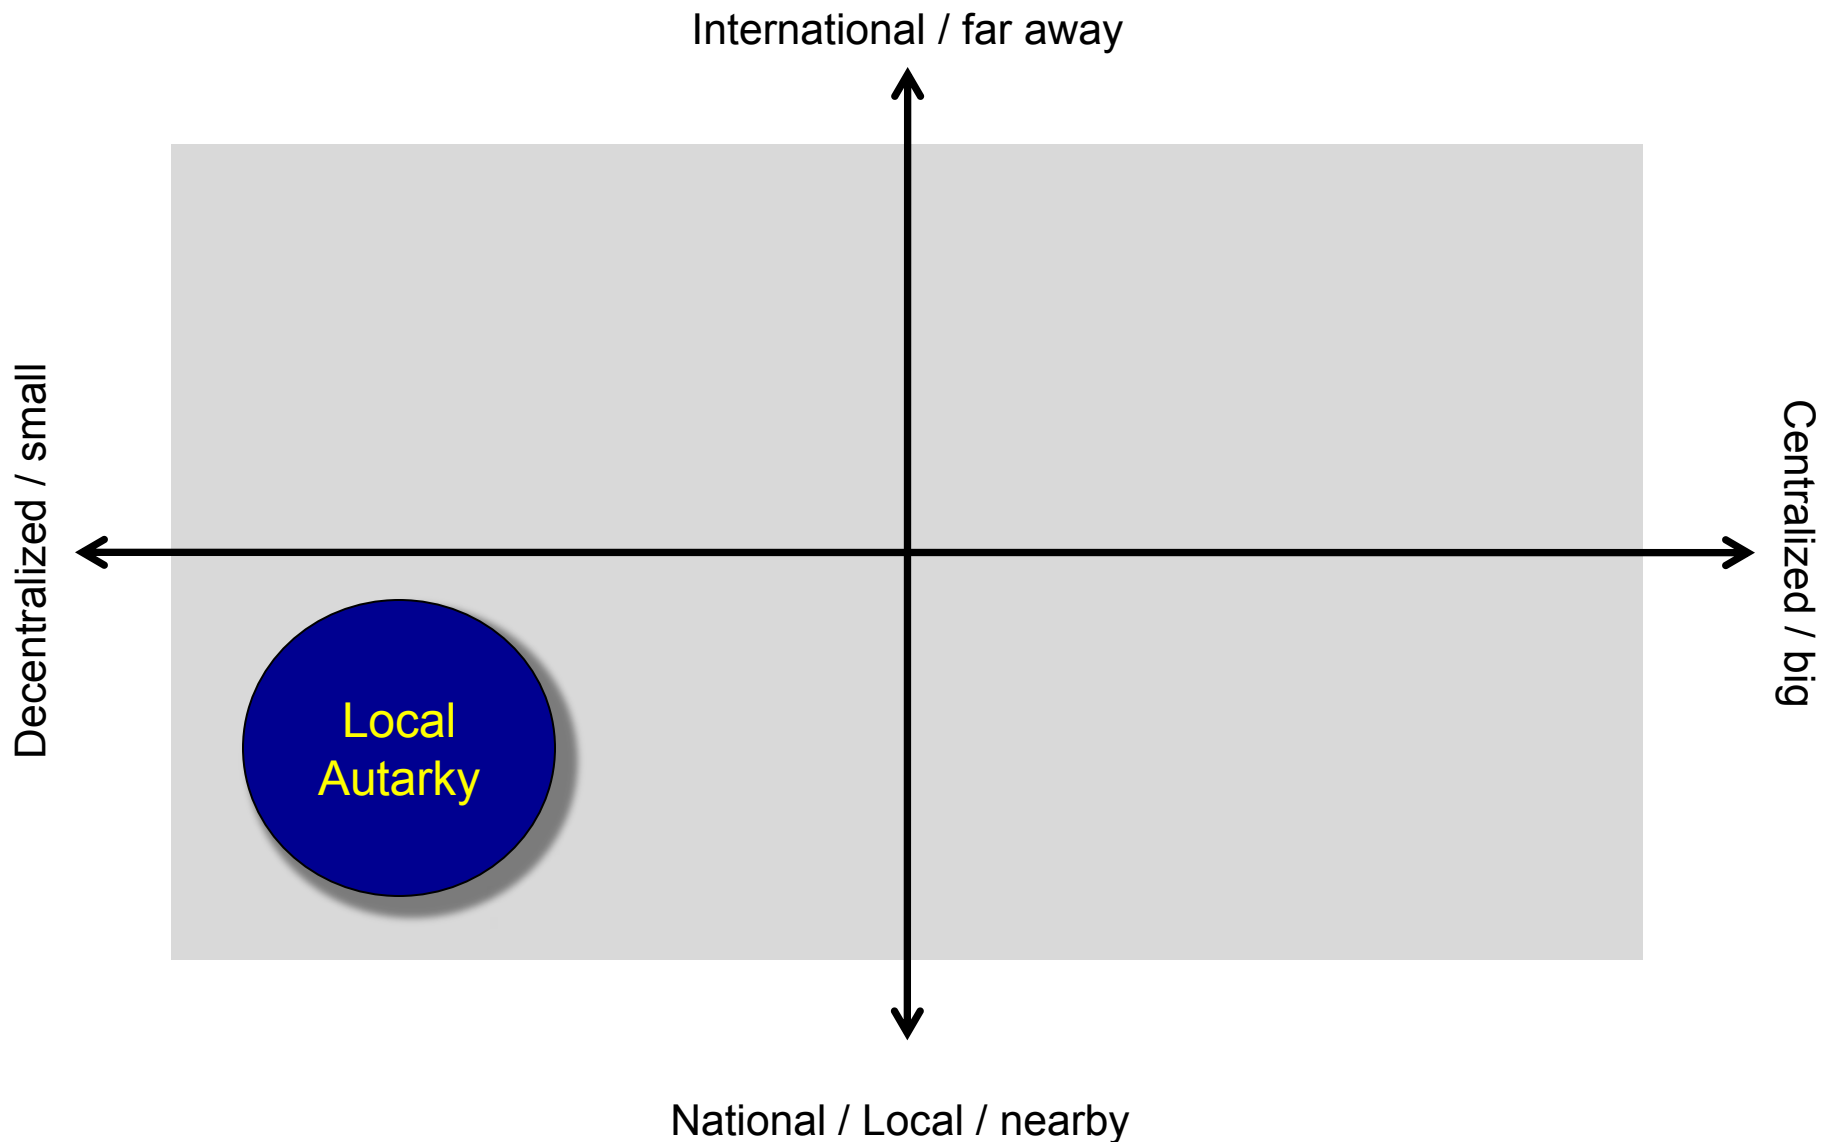 International / far away
Decentralized / small
Centralized / big
Local
Autarky
National / Local / nearby